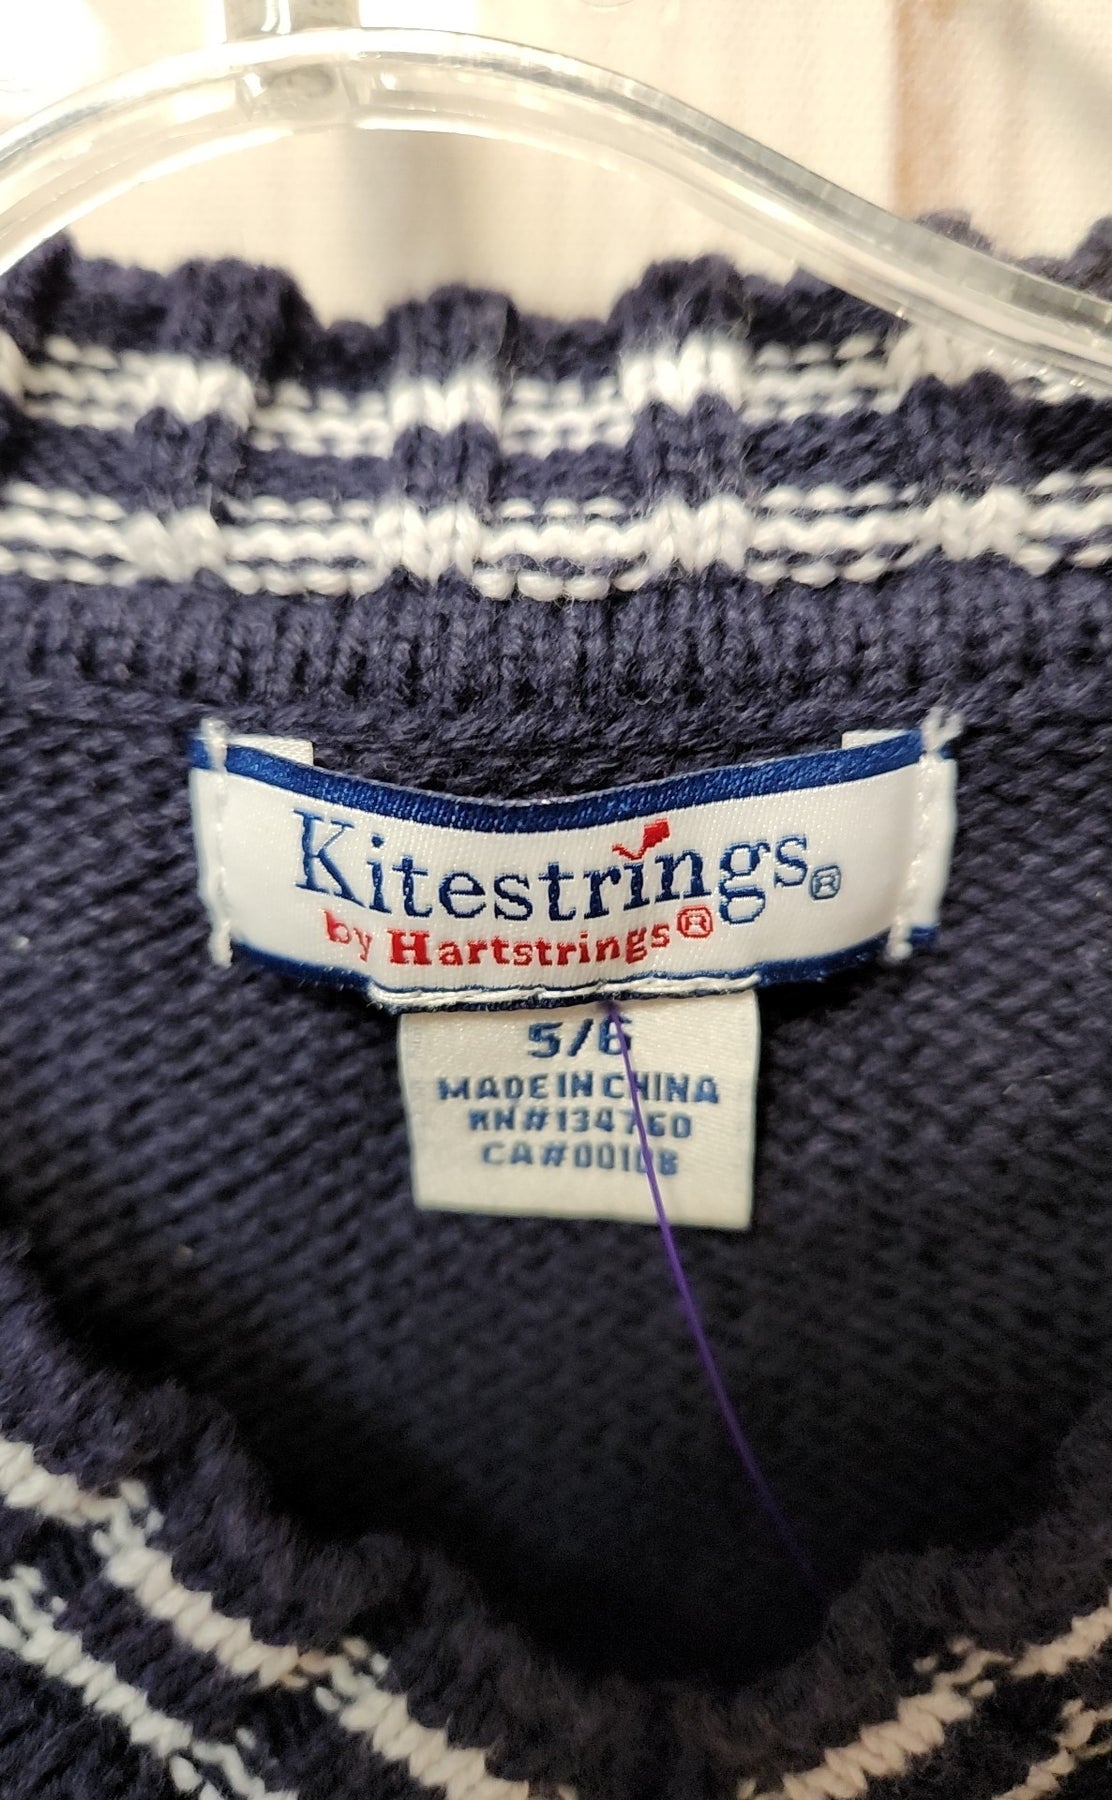 Kitestrings®
by Hartstrings®
5/6
MADE IN CHINA
RN#134760
CA#00108